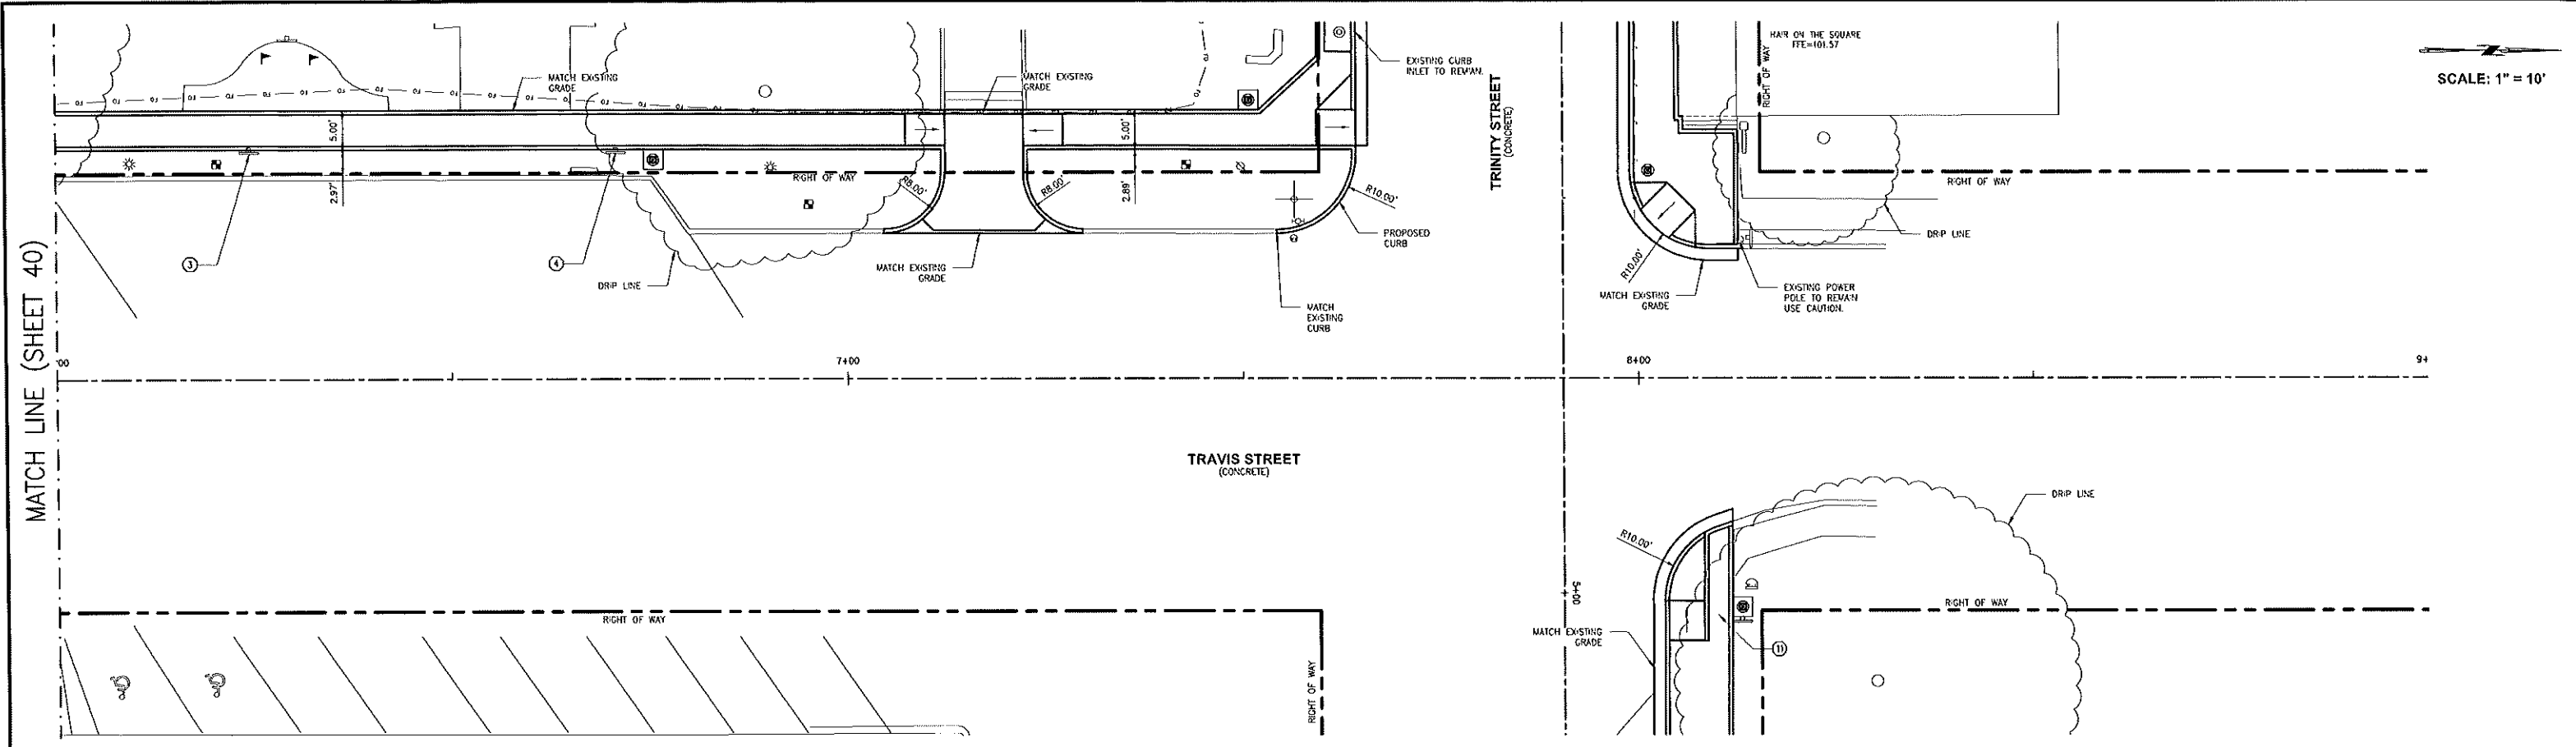 MATCH LINE (SHEET 40)
MATCH EXISTING
GRADE
MATCH EXISTING
GRADE
EXISTING CURB
INLET TO REMAIN.
TRINITY STREET
(CONCRETE)
RIGHT OF WAY
HAIR ON THE SQUARE
FFE=101.57
SCALE: 1" = 10'
5.00'
2.97'
5.00'
2.89'
RIGHT OF WAY
R8.00'
R8.00'
R10.00'
PROPOSED
CURB
3
4
DRIP LINE
MATCH EXISTING
GRADE
MATCH
EXISTING
CURB
RIGHT OF WAY
DRIP LINE
R10.00'
MATCH EXISTING
GRADE
EXISTING POWER
POLE TO REMAIN
USE CAUTION.
00
7+00
8+00
9+
TRAVIS STREET
(CONCRETE)
DRIP LINE
R10.00'
5+00
RIGHT OF WAY
RIGHT OF WAY
MATCH EXISTING
GRADE
11
RIGHT OF WAY